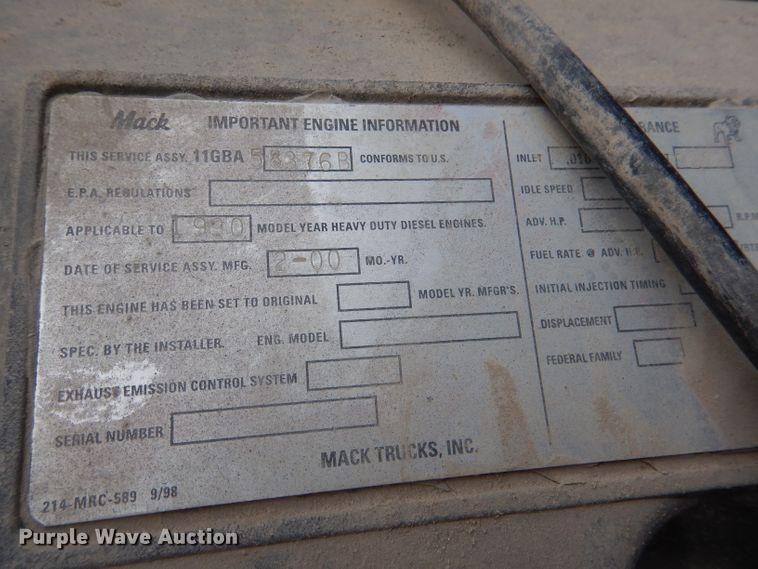 Mack IMPORTANT ENGINE INFORMATION
THIS SERVICE ASSY. 11GBA 53376B CONFORMS TO U.S.
E.P.A. REGULATIONS
APPLICABLE TO 1990 MODEL YEAR HEAVY DUTY DIESEL ENGINES.
DATE OF SERVICE ASSY. MFG. 2-00 MO.-YR.
THIS ENGINE HAS BEEN SET TO ORIGINAL MODEL YR. MFGR'S.
SPEC. BY THE INSTALLER. ENG. MODEL
EXHAUST EMISSION CONTROL SYSTEM
SERIAL NUMBER
MACK TRUCKS, INC.
214-MRC-589 9/98
INLET
IDLE SPEED
ADV. H.P. R.P.M
FUEL RATE @ ADV. H.P.
INITIAL INJECTION TIMING
DISPLACEMENT
FEDERAL FAMILY
Purple Wave Auction